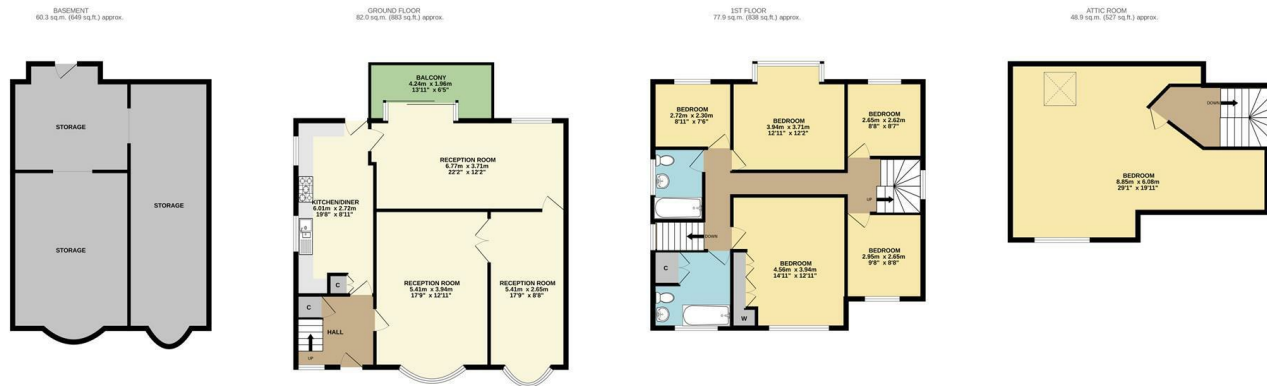 BASEMENT
60.3 sq.m. (649 sq.ft.) approx.
STORAGE
STORAGE
STORAGE
GROUND FLOOR
82.0 sq.m. (883 sq.ft.) approx.
BALCONY
4.24m x 1.96m
13'11" x 6'5"
RECEPTION ROOM
6.77m x 3.71m
22'2" x 12'2"
KITCHEN/DINER
6.01m x 2.72m
19'8" x 8'11"
RECEPTION ROOM
5.41m x 3.94m
17'9" x 12'11"
RECEPTION ROOM
5.41m x 2.65m
17'9" x 8'8"
C
C
HALL
UP
1ST FLOOR
77.9 sq.m. (838 sq.ft.) approx.
BEDROOM
2.72m x 2.30m
8'11" x 7'6"
BEDROOM
3.94m x 3.71m
12'11" x 12'2"
BEDROOM
2.65m x 2.62m
8'8" x 8'7"
UP
DOWN
BEDROOM
4.56m x 3.94m
14'11" x 12'11"
BEDROOM
2.95m x 2.65m
9'8" x 8'8"
C
W
ATTIC ROOM
48.9 sq.m. (527 sq.ft.) approx.
DOWN
BEDROOM
8.85m x 6.08m
29'1" x 19'11"